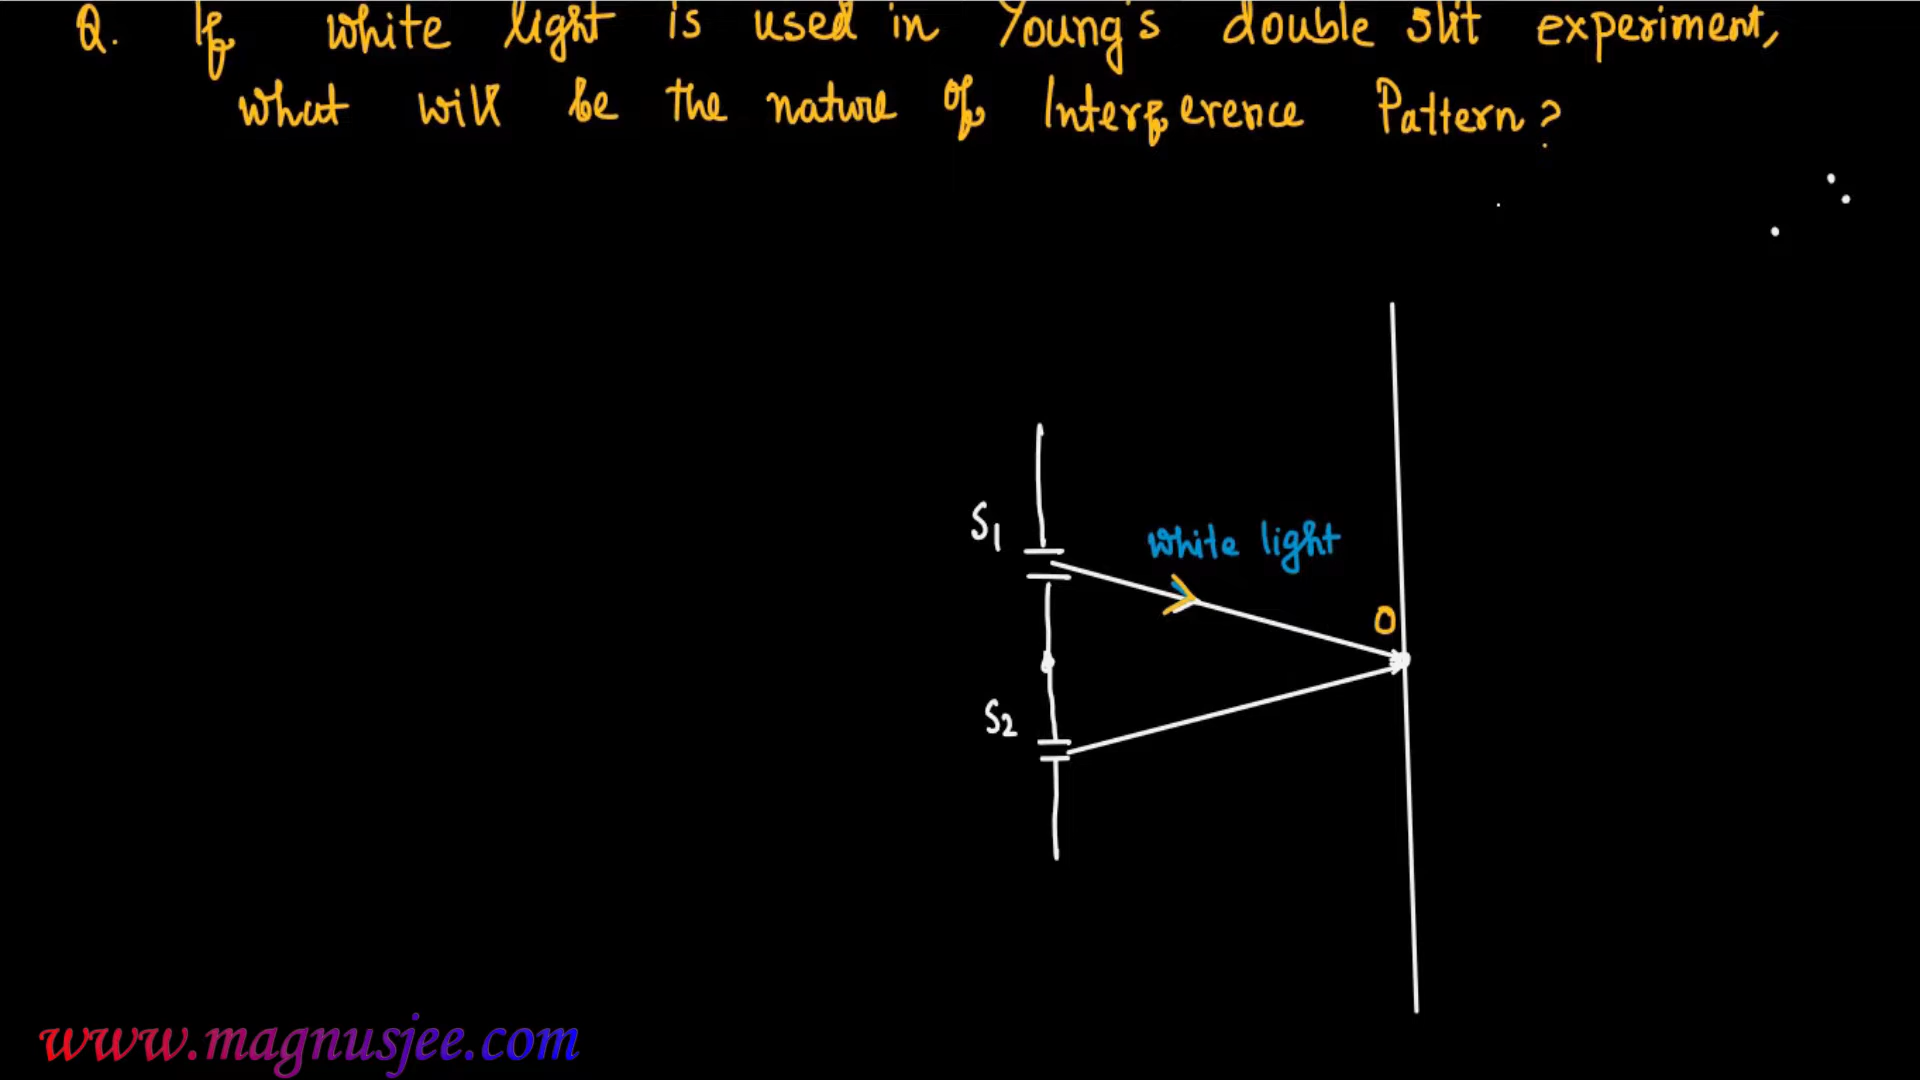 Q. If white light is used in Young's double slit experiment,
what will be the nature of Interference Pattern?
S1
white light
O
S2
www.magnusjee.com